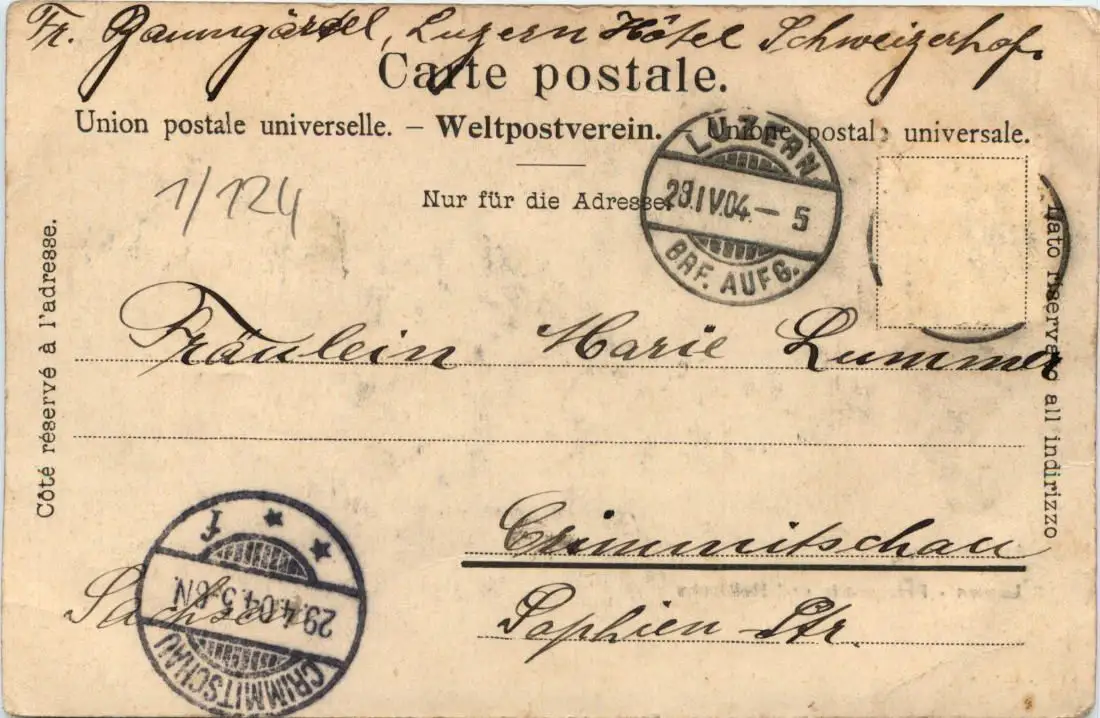 Fr. Baumgärtel, Luzern Hôtel Schweizerhof.
Carte postale.
Union postale universelle. – Weltpostverein. – Unione postale universale.
Nur für die Adresse.
1/124
LUZERN
28.IV.04.– 5
BRF. AUFG.
Côté réservé à l'adresse.
Lato riservato all indirizzo
Fräulein Marie Lummer
Crimmitschau
Sachsen
Sophien-Str.
CRIMMITSCHAU
29.4.04.5-6N.
f